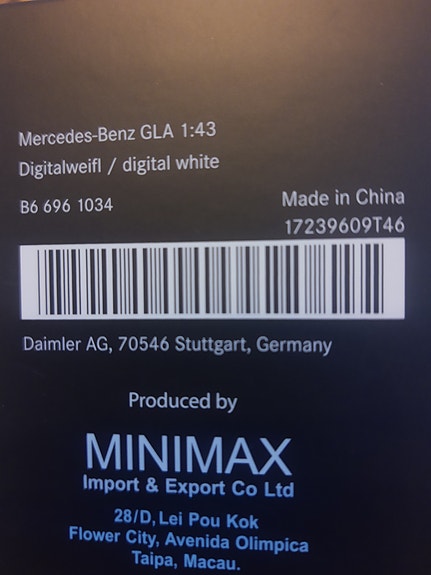 Mercedes-Benz GLA 1:43
Digitalweifl / digital white
B6 696 1034
Made in China
17239609T46
Daimler AG, 70546 Stuttgart, Germany
Produced by
MINIMAX
Import & Export Co Ltd
28/D, Lei Pou Kok
Flower City, Avenida Olimpica
Taipa, Macau.